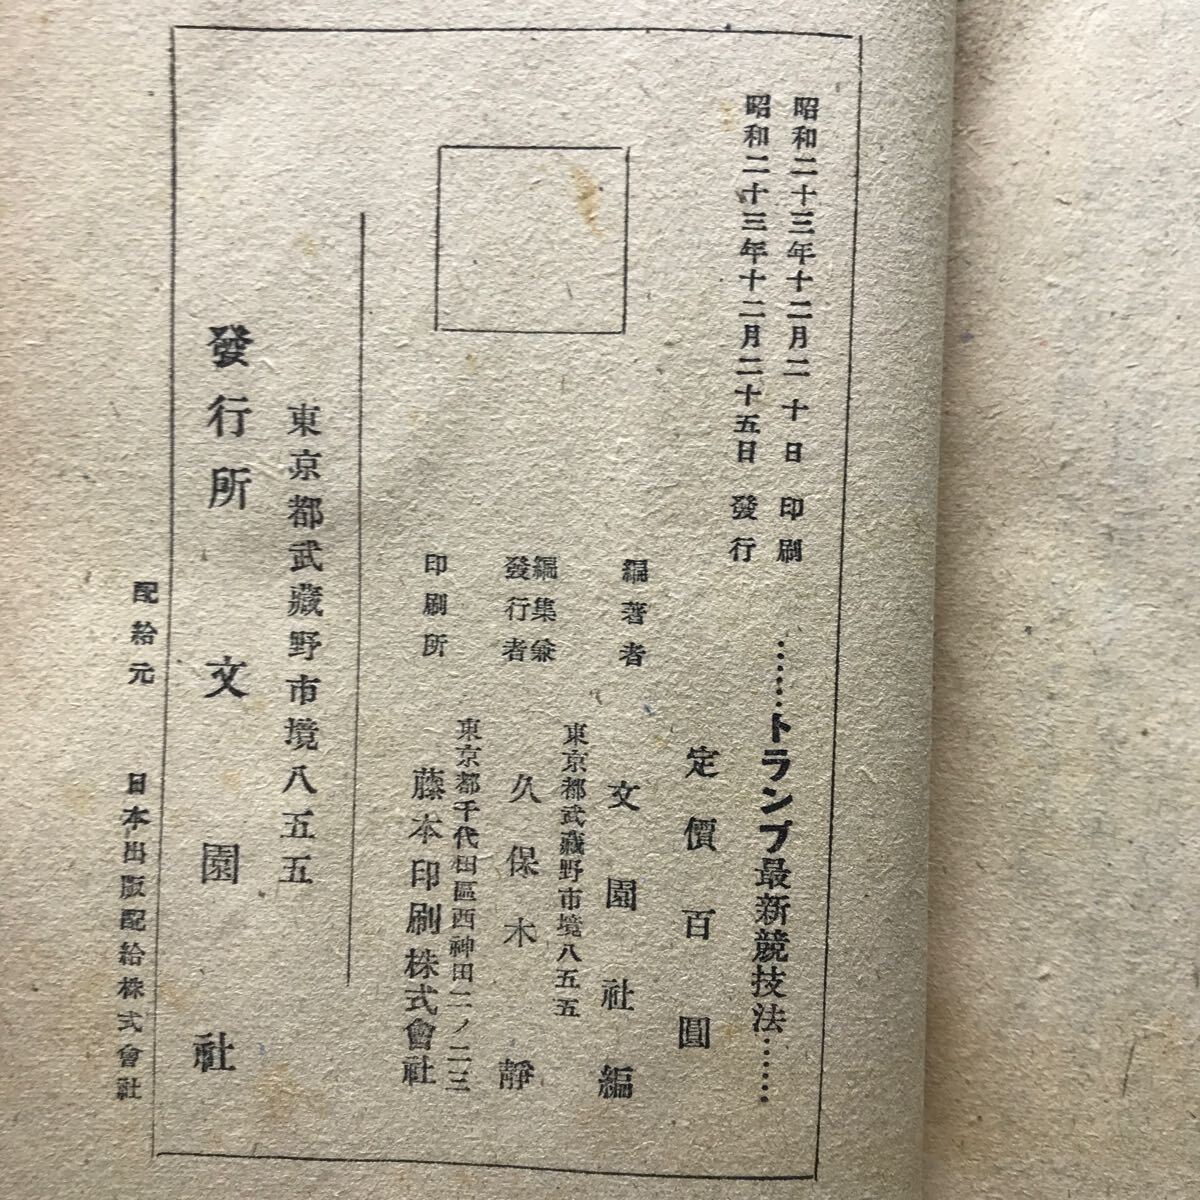 昭和二十三年十二月二十日 印刷
昭和二十三年十二月二十五日 發行
……トランプ最新競技法……
定價百圓
編著者 文園社編
東京都武藏野市境八五五
編集兼
發行者 久保木靜
東京都千代田區西神田二ノ二三
印刷所 藤本印刷株式會社
東京都武藏野市境八五五
發行所 文園社
配給元 日本出版配給株式會社